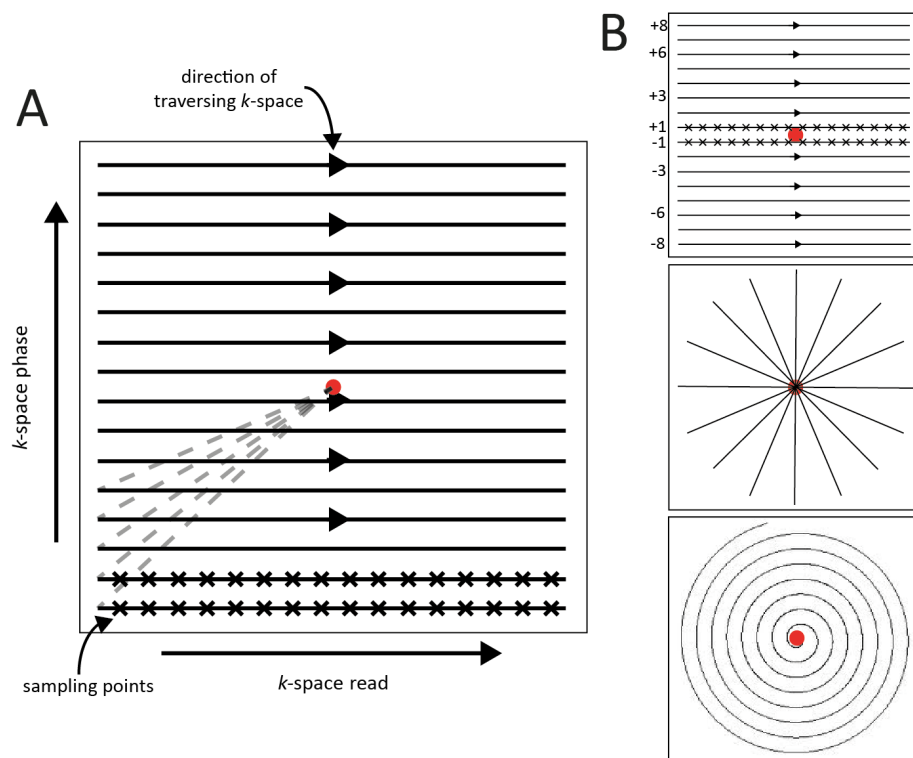 A
direction of
traversing k-space
k-space phase
sampling points
k-space read
B
+8
+6
+3
+1
-1
-3
-6
-8